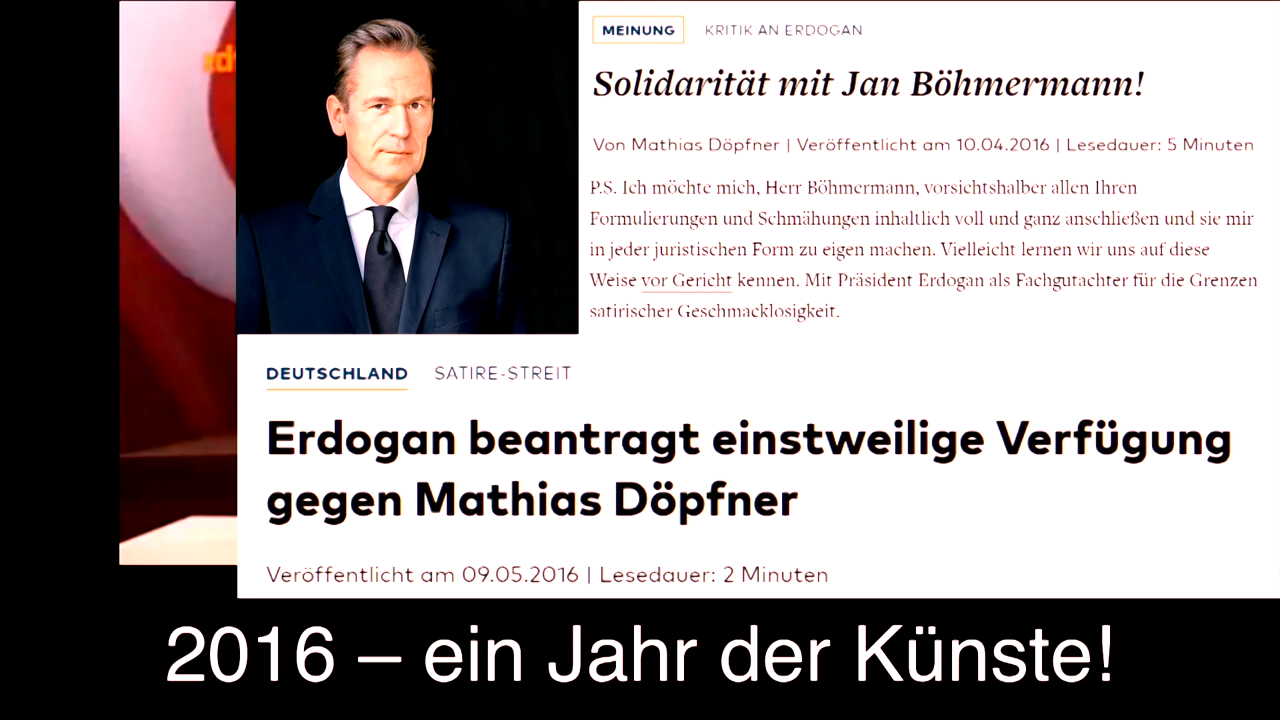 MEINUNG KRITIK AN ERDOGAN
Solidarität mit Jan Böhmermann!
Von Mathias Döpfner | Veröffentlicht am 10.04.2016 | Lesedauer: 5 Minuten
P.S. Ich möchte mich, Herr Böhmermann, vorsichtshalber allen Ihren
Formulierungen und Schmähungen inhaltlich voll und ganz anschließen und sie mir
in jeder juristischen Form zu eigen machen. Vielleicht lernen wir uns auf diese
Weise vor Gericht kennen. Mit Präsident Erdogan als Fachgutachter für die Grenzen
satirischer Geschmacklosigkeit.
DEUTSCHLAND SATIRE-STREIT
Erdogan beantragt einstweilige Verfügung
gegen Mathias Döpfner
Veröffentlicht am 09.05.2016 | Lesedauer: 2 Minuten
2016 – ein Jahr der Künste!